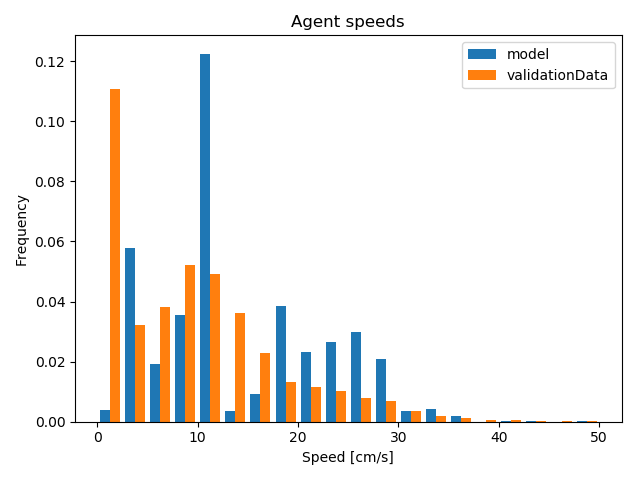 Agent speeds
model
validationData
0.12
0.10
0.08
0.06
0.04
0.02
0.00
Frequency
0 10 20 30 40 50
Speed [cm/s]